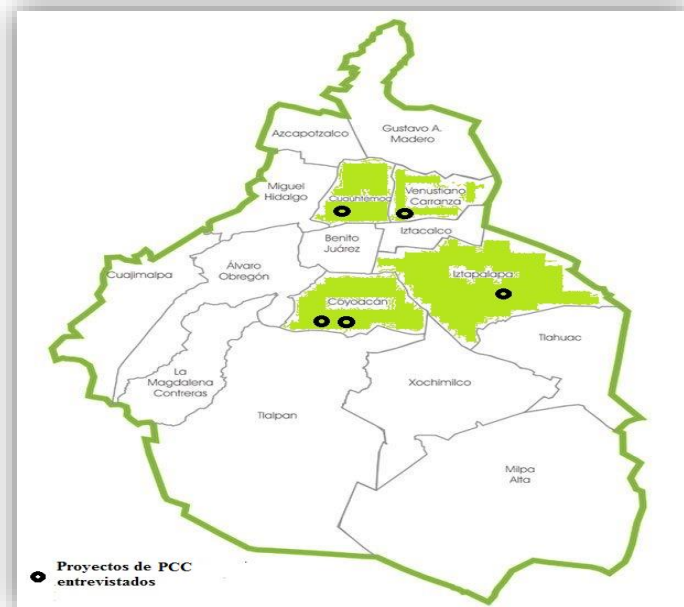 Azcapotzalco
Gustavo A.
Madero
Miguel
Hidalgo
Cuauhtemoc
Venustiano
Carranza
Iztacalco
Benito
Juárez
Cuajimalpa
Álvaro
Obregón
Iztapalapa
Coyoacán
Tlahuac
La
Magdalena
Contreras
Xochimilco
Tlalpan
Milpa
Alta
Proyectos de PCC
entrevistados